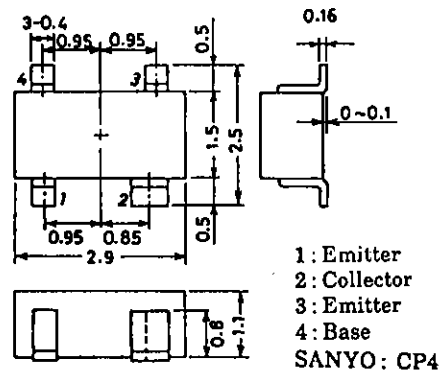 3-0.4
0.95 0.95
0.16
4 3
0.5
1.5
2.5
0~0.1
1 2
0.95 0.85
0.5
2.9
0.8
1.1
1: Emitter
2: Collector
3: Emitter
4: Base
SANYO: CP4